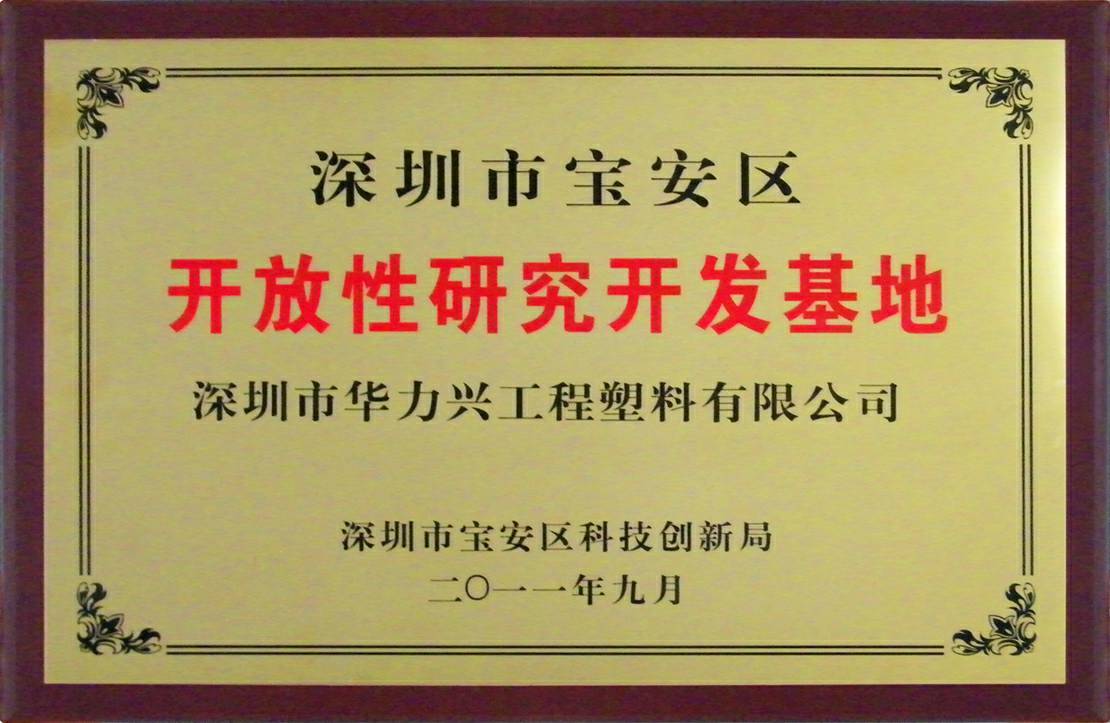 深圳市宝安区
开放性研究开发基地
深圳市华力兴工程塑料有限公司
深圳市宝安区科技创新局
二〇一一年九月